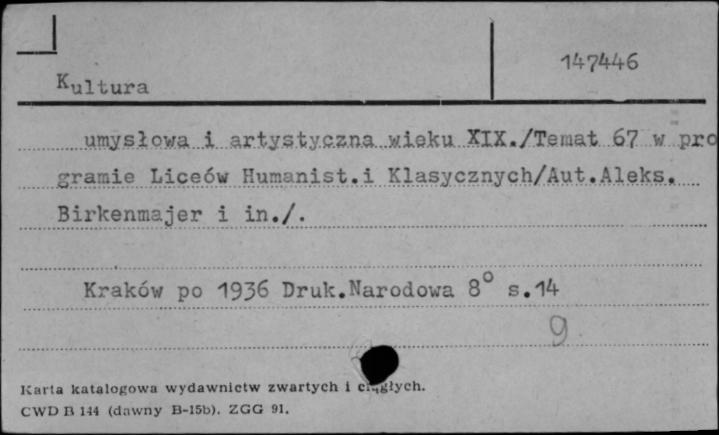 147446
Kultura
umysłowa i artystyczna wieku XIX./Temat 67 w pro
gramie Liceów Humanist.i Klasycznych/Aut.Aleks.
Birkenmajer i in./.
Kraków po 1936 Druk.Narodowa 8° s.14
9
Karta katalogowa wydawnictw zwartych i ciągłych.
CWD B 144 (dawny B-15b). ZGG 91.